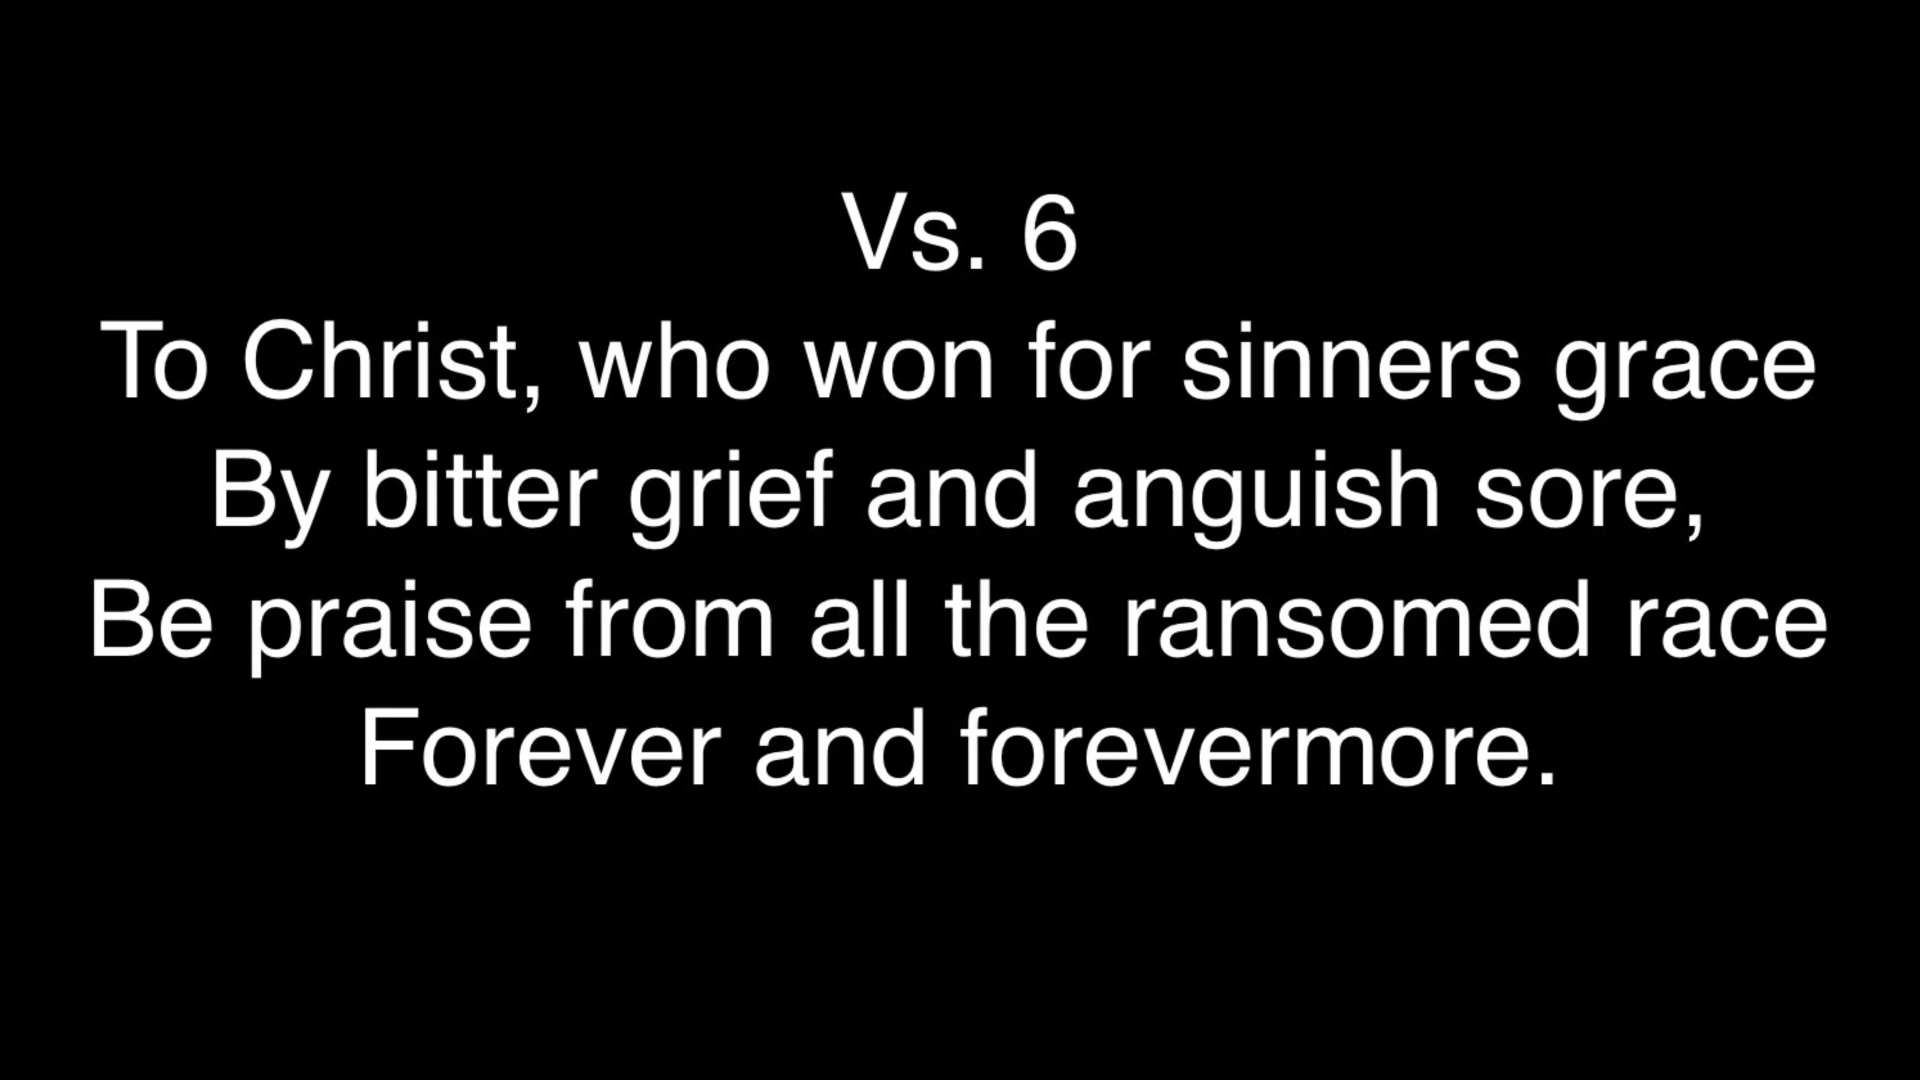 Vs. 6
To Christ, who won for sinners grace
By bitter grief and anguish sore,
Be praise from all the ransomed race
Forever and forevermore.